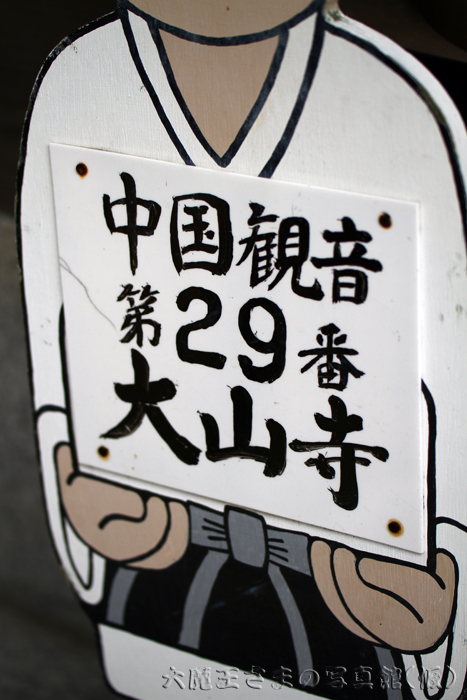 中国観音
第29番
大山寺
大魔王さまの写真館(仮)